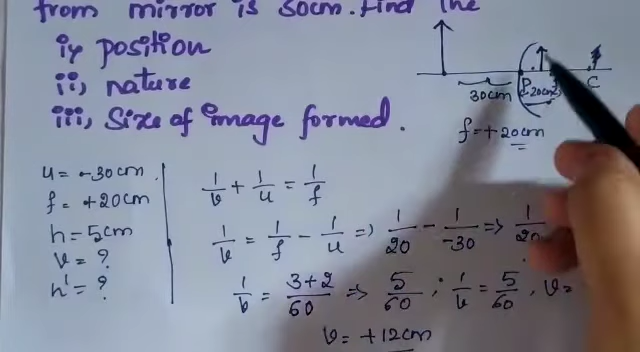 from mirror is 30cm. Find the
i, position
ii, nature
iii, Size of image formed.
30cm
P
20cm
C
f=+20cm
u = -30cm
f = +20cm
h = 5cm
v = ?
h' = ?
1/v + 1/u = 1/f
1/v = 1/f - 1/u => 1/20 - 1/-30 => 1/20
1/v = 3+2/60 => 5/60 ; 1/v = 5/60, v=
v = +12cm